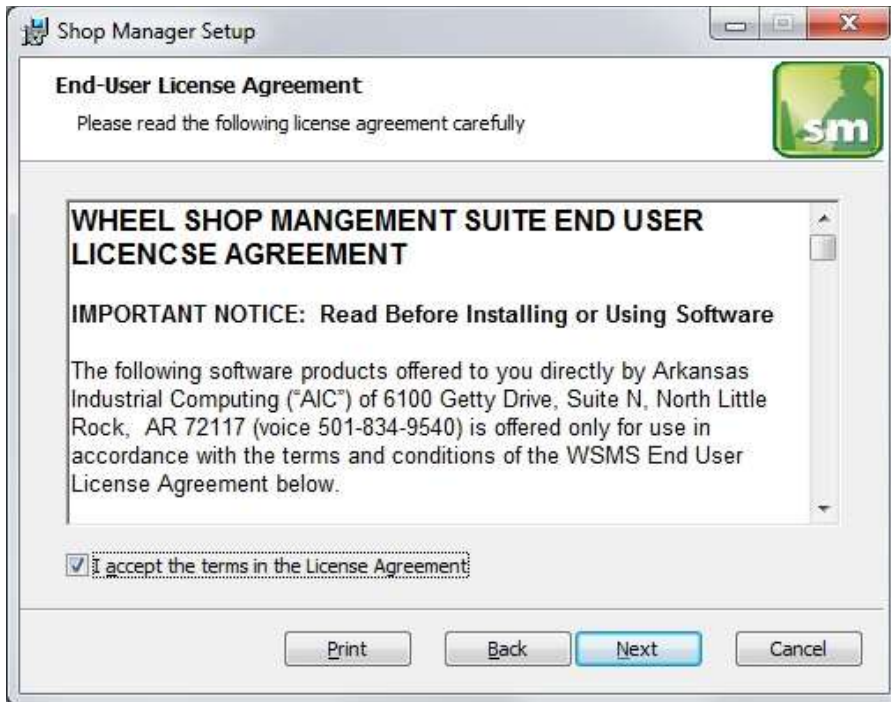 Shop Manager Setup
End-User License Agreement
Please read the following license agreement carefully
sm
WHEEL SHOP MANGEMENT SUITE END USER
LICENCSE AGREEMENT
IMPORTANT NOTICE: Read Before Installing or Using Software
The following software products offered to you directly by Arkansas
Industrial Computing (“AIC”) of 6100 Getty Drive, Suite N, North Little
Rock, AR 72117 (voice 501-834-9540) is offered only for use in
accordance with the terms and conditions of the WSMS End User
License Agreement below.
I accept the terms in the License Agreement
Print Back Next Cancel